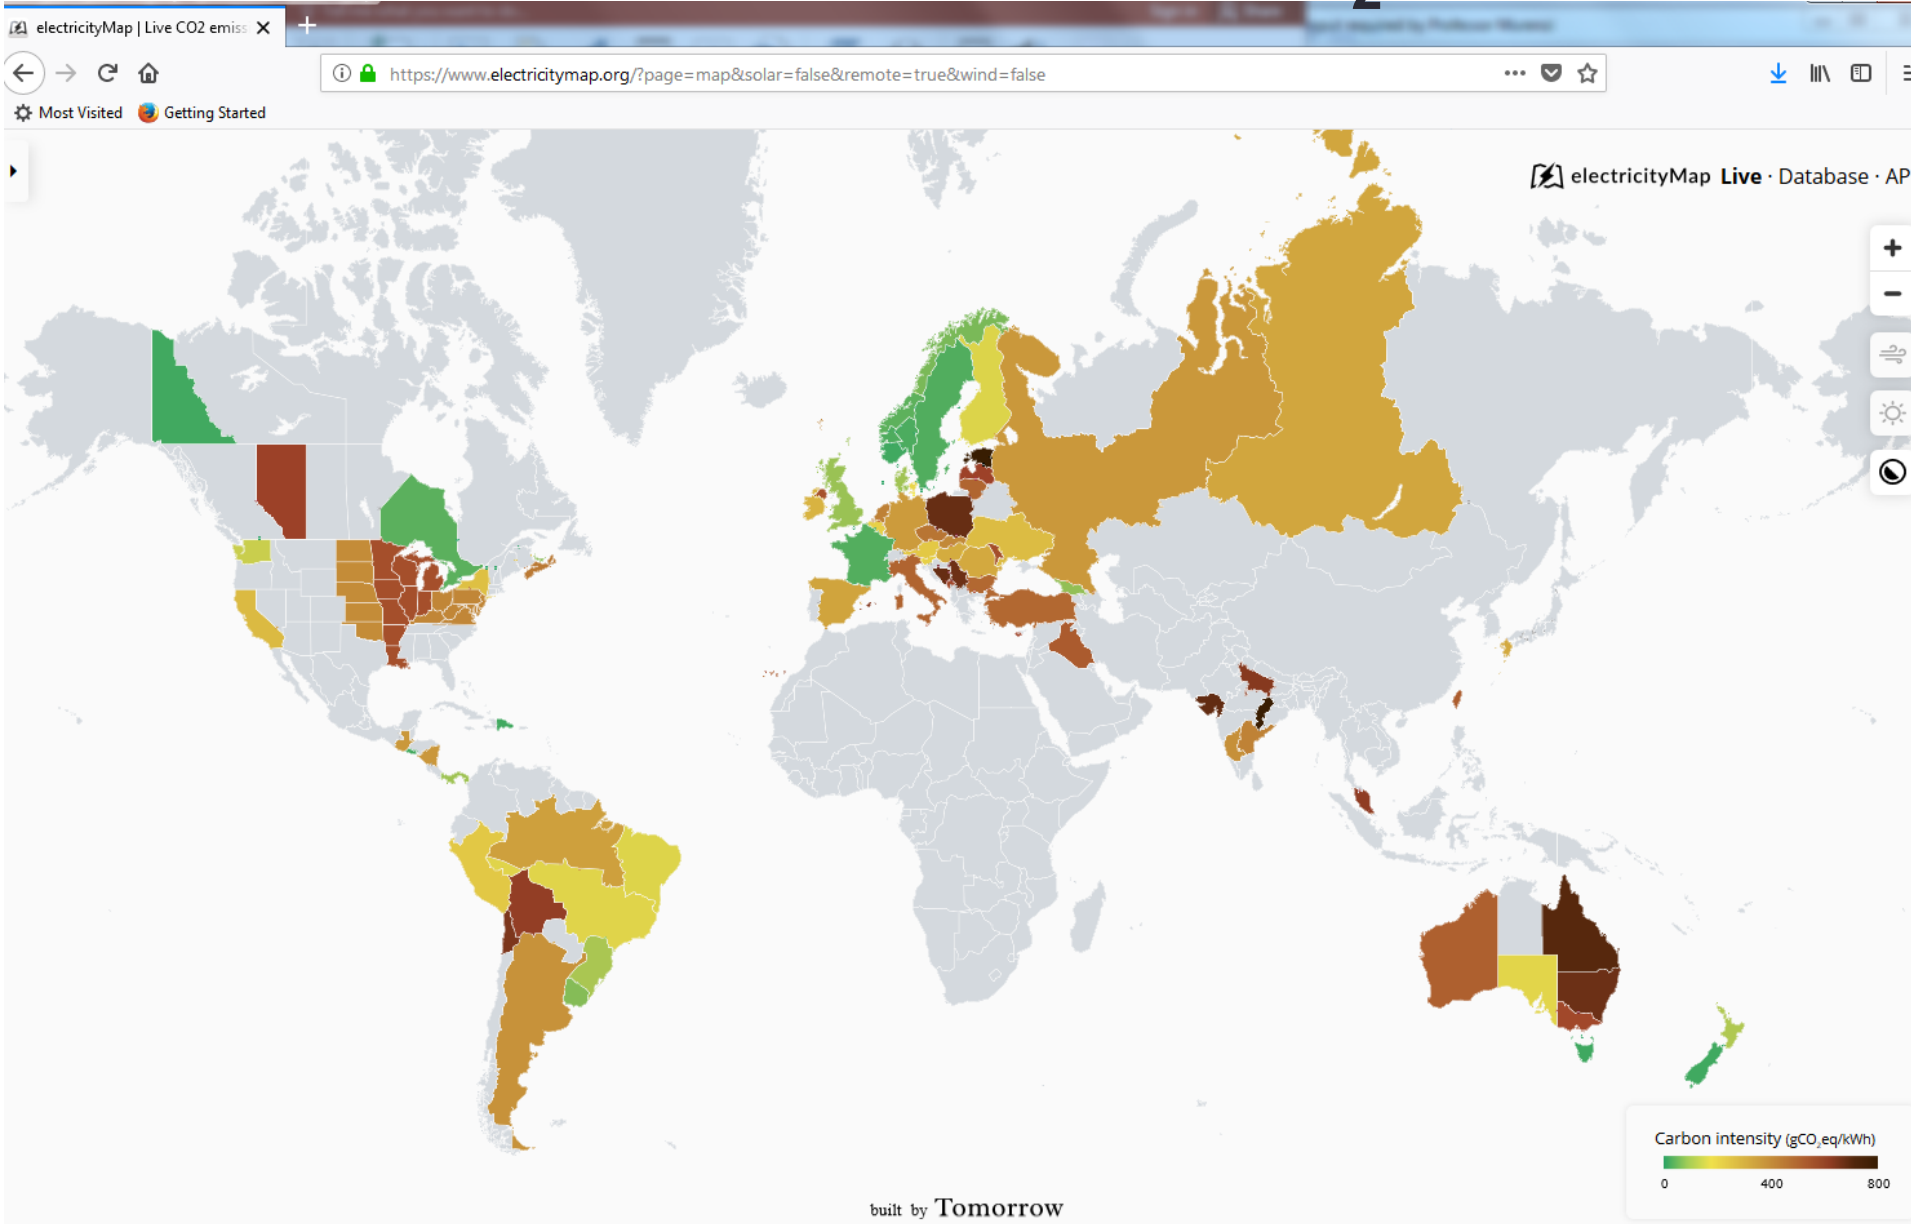 electricityMap | Live CO2 emiss
https://www.electricitymap.org/?page=map&solar=false&remote=true&wind=false
Most Visited Getting Started
electricityMap Live · Database · AP
Carbon intensity (gCO₂eq/kWh)
0 400 800
built by Tomorrow